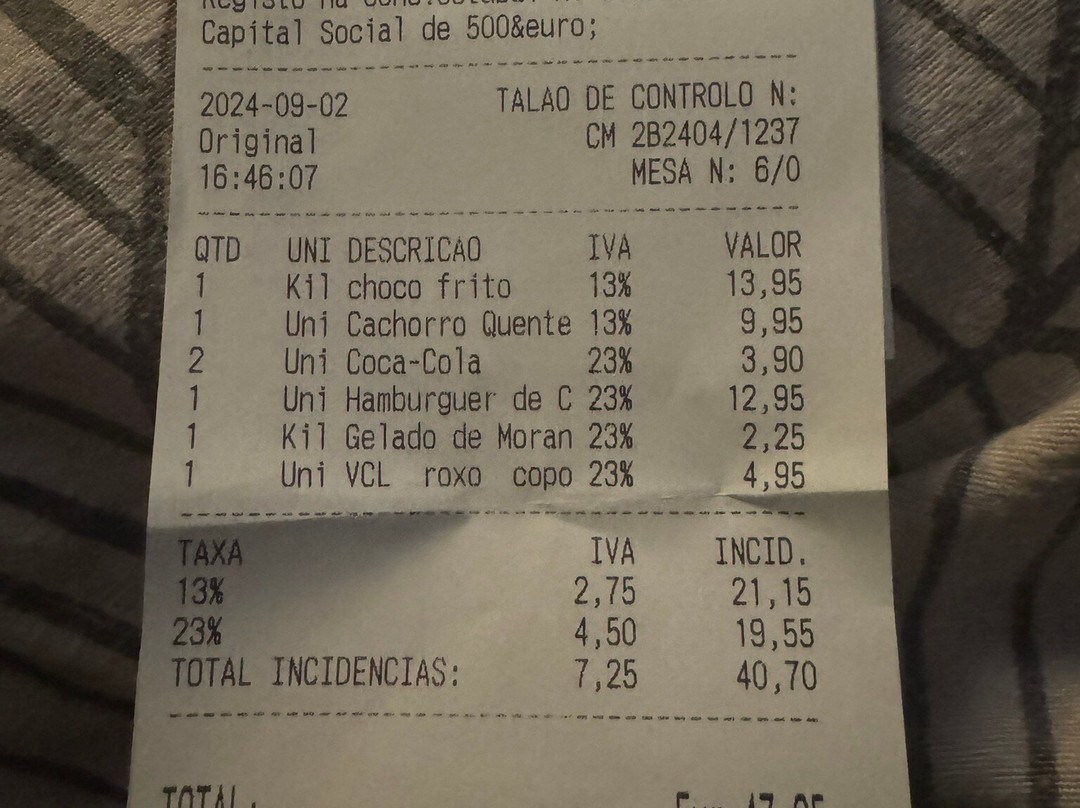 Capital Social de 500&euro;
2024-09-02 TALAO DE CONTROLO N:
Original CM 2B2404/1237
16:46:07 MESA N: 6/0
QTD UNI DESCRICAO IVA VALOR
1 Kil choco frito 13% 13,95
1 Uni Cachorro Quente 13% 9,95
2 Uni Coca-Cola 23% 3,90
1 Uni Hamburguer de C 23% 12,95
1 Kil Gelado de Moran 23% 2,25
1 Uni VCL roxo copo 23% 4,95
TAXA IVA INCID.
13% 2,75 21,15
23% 4,50 19,55
TOTAL INCIDENCIAS: 7,25 40,70
TOTAL